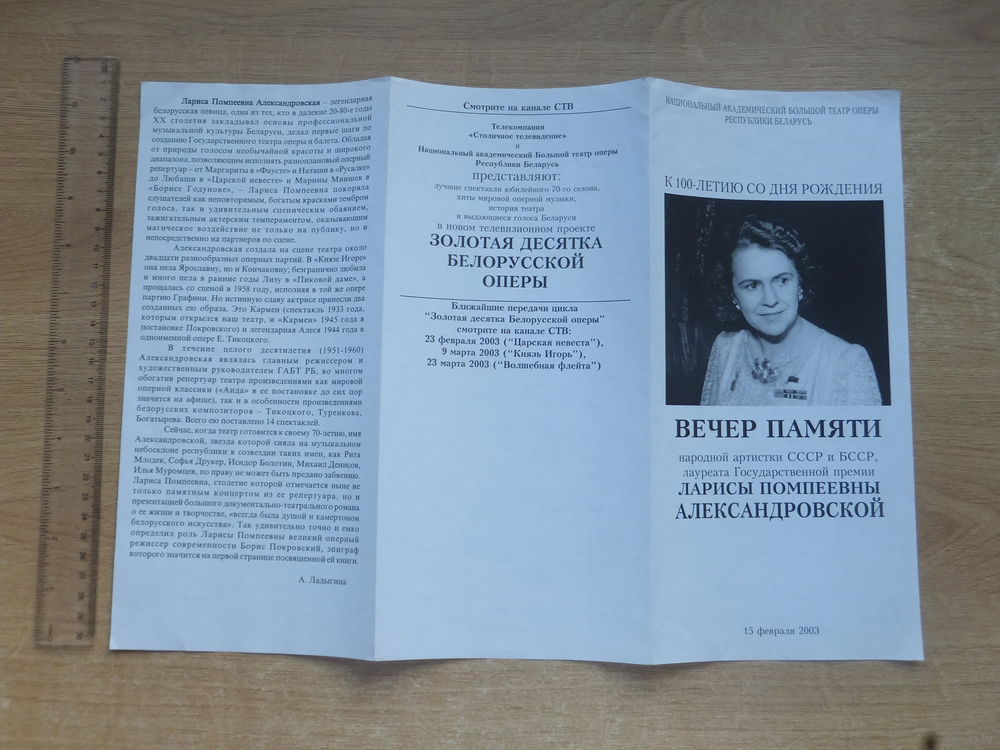 Лариса Помпеевна Александровская – легендарная
белорусская певица, одна из тех, кто в далекие 20-80-е годы
XX столетия закладывал основы профессиональной
музыкальной культуры Беларуси, делал первые шаги по
созданию Государственного театра оперы и балета. Обладая
от природы голосом необычайной красоты и широкого
диапазона, позволяющим исполнять разноплановый оперный
репертуар – от Маргариты в «Фаусте» и Наташи в «Русалке»
до Любаши в «Царской невесте» и Марины Мнишек в
«Борисе Годунове», – Лариса Помпеевна покоряла
слушателей как неповторимым, богатым красками тембром
голоса, так и удивительным сценическим обаянием,
зажигательным актерским темпераментом, оказывающим
магическое воздействие не только на публику, но и
непосредственно на партнеров по сцене.
Александровская создала на сцене театра около
двадцати разнообразных оперных партий. В «Князе Игоре»
она пела Ярославну, но и Кончаковну; безгранично любила
и много пела в ранние годы Лизу в «Пиковой даме», а
прощалась со сценой в 1958 году, исполняя в той же опере
партию Графини. Но истинную славу актрисе принесли два
созданных ею образа. Это Кармен (спектакль 1933 года,
которым открылся наш театр, и «Кармен» 1945 года в
постановке Покровского) и легендарная Алеся 1944 года в
одноименной опере Е. Тикоцкого.
В течение целого десятилетия (1951-1960)
Александровская являлась главным режиссером и
художественным руководителем ГАБТ РБ, во многом
обогатив репертуар театра произведениями как мировой
оперной классики («Аида» в ее постановке до сих пор
значится на афише), так и в особенности произведениями
белорусских композиторов – Тикоцкого, Туренкова,
Богатырева. Всего ею поставлено 14 спектаклей.
Сейчас, когда театр готовится к своему 70-летию, имя
Александровской, звезда которой сияла на музыкальном
небосклоне республики в созвездии таких имен, как Рита
Млодек, Софья Друкер, Исидор Болотин, Михаил Денисов,
Илья Муромцев, по праву не может быть предано забвению.
Лариса Помпеевна, столетие которой отмечается ныне не
только памятным концертом из ее репертуара, но и
презентацией большого документально-театрального романа
о ее жизни и творчестве, «всегда была душой и камертоном
белорусского искусства». Так удивительно точно и емко
определил роль Ларисы Помпеевны великий оперный
режиссер современности Борис Покровский, эпиграф
которого значится на первой странице посвященной ей книги.
А. Ладыгина
Смотрите на канале СТВ
Телекомпания
«Столичное телевидение»
и
Национальный академический Большой театр оперы
Республики Беларусь
представляют:
лучшие спектакли юбилейного 70-го сезона,
хиты мировой оперной музыки,
история театра
и выдающиеся голоса Беларуси
в новом телевизионном проекте
ЗОЛОТАЯ ДЕСЯТКА
БЕЛОРУССКОЙ
ОПЕРЫ
Ближайшие передачи цикла
“Золотая десятка Белорусской оперы”
смотрите на канале СТВ:
23 февраля 2003 (“Царская невеста”),
9 марта 2003 (“Князь Игорь”),
23 марта 2003 (“Волшебная флейта”)
НАЦИОНАЛЬНЫЙ АКАДЕМИЧЕСКИЙ БОЛЬШОЙ ТЕАТР ОПЕРЫ
РЕСПУБЛИКИ БЕЛАРУСЬ
К 100-ЛЕТИЮ СО ДНЯ РОЖДЕНИЯ
ВЕЧЕР ПАМЯТИ
народной артистки СССР и БССР,
лауреата Государственной премии
ЛАРИСЫ ПОМПЕЕВНЫ
АЛЕКСАНДРОВСКОЙ
15 февраля 2003